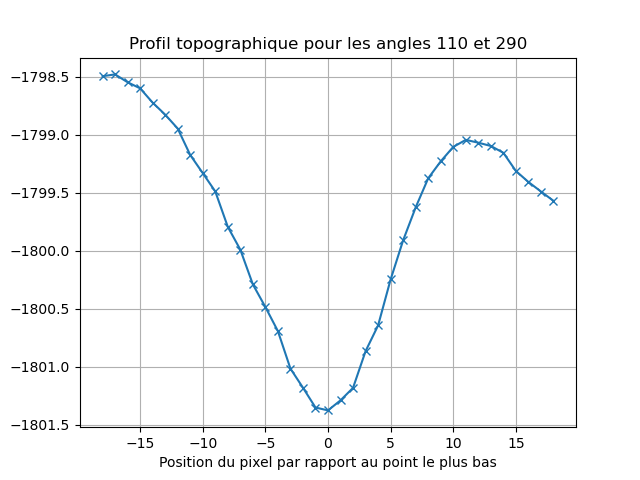 Profil topographique pour les angles 110 et 290
−1798.5
−1799.0
−1799.5
−1800.0
−1800.5
−1801.0
−1801.5
−15 −10 −5 0 5 10 15
Position du pixel par rapport au point le plus bas